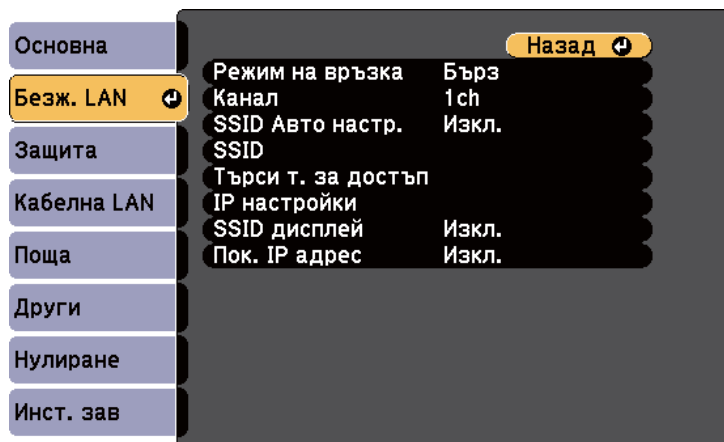 Основна
Безж. LAN
Защита
Кабелна LAN
Поща
Други
Нулиране
Инст. зав
Назад
Режим на връзка Бърз
Канал 1ch
SSID Авто настр. Изкл.
SSID
Търси т. за достъп
IP настройки
SSID дисплей Изкл.
Пок. IP адрес Изкл.